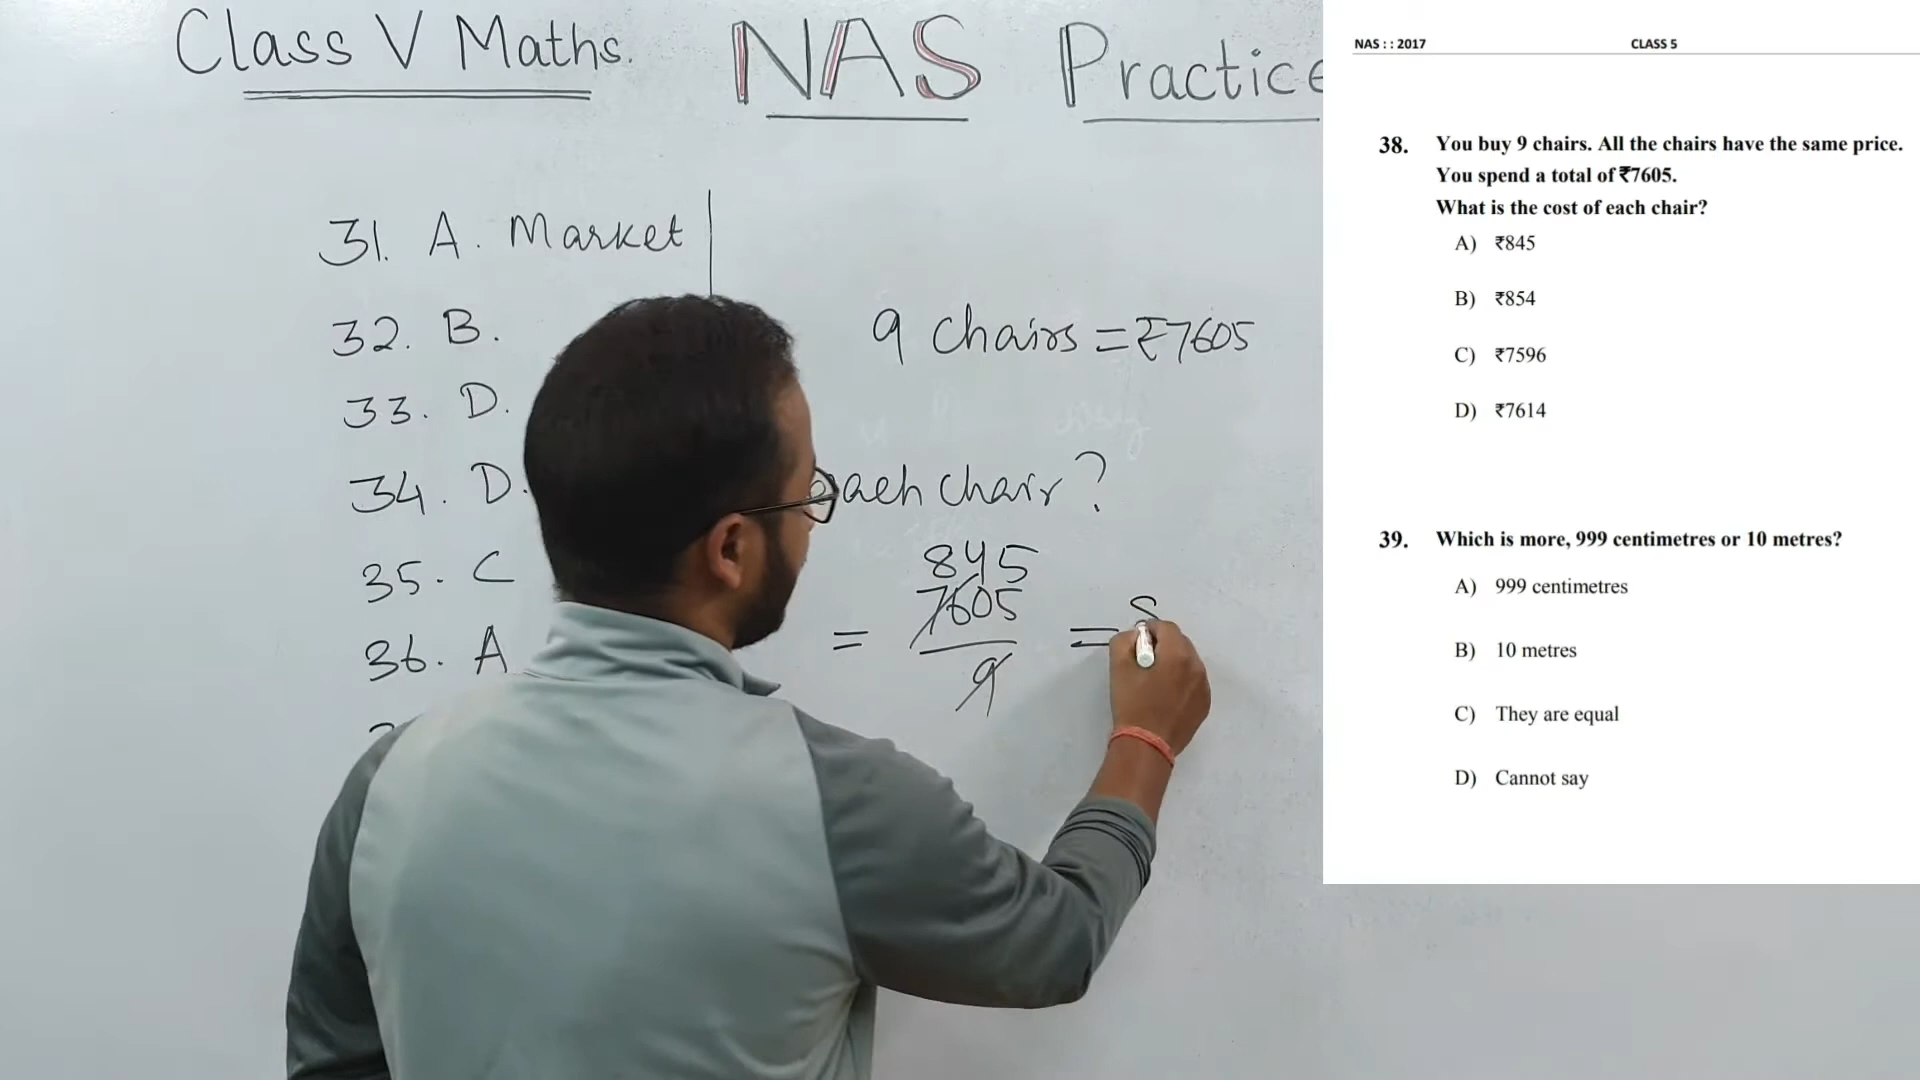 Class V Maths. NAS Practice
31. A. Market
32. B.
33. D.
34. D.
35. C
36. A
9 chairs = ₹7605
each chair?
845
= 7605 =
9
NAS : : 2017 CLASS 5
38. You buy 9 chairs. All the chairs have the same price.
You spend a total of ₹7605.
What is the cost of each chair?
A) ₹845
B) ₹854
C) ₹7596
D) ₹7614
39. Which is more, 999 centimetres or 10 metres?
A) 999 centimetres
B) 10 metres
C) They are equal
D) Cannot say